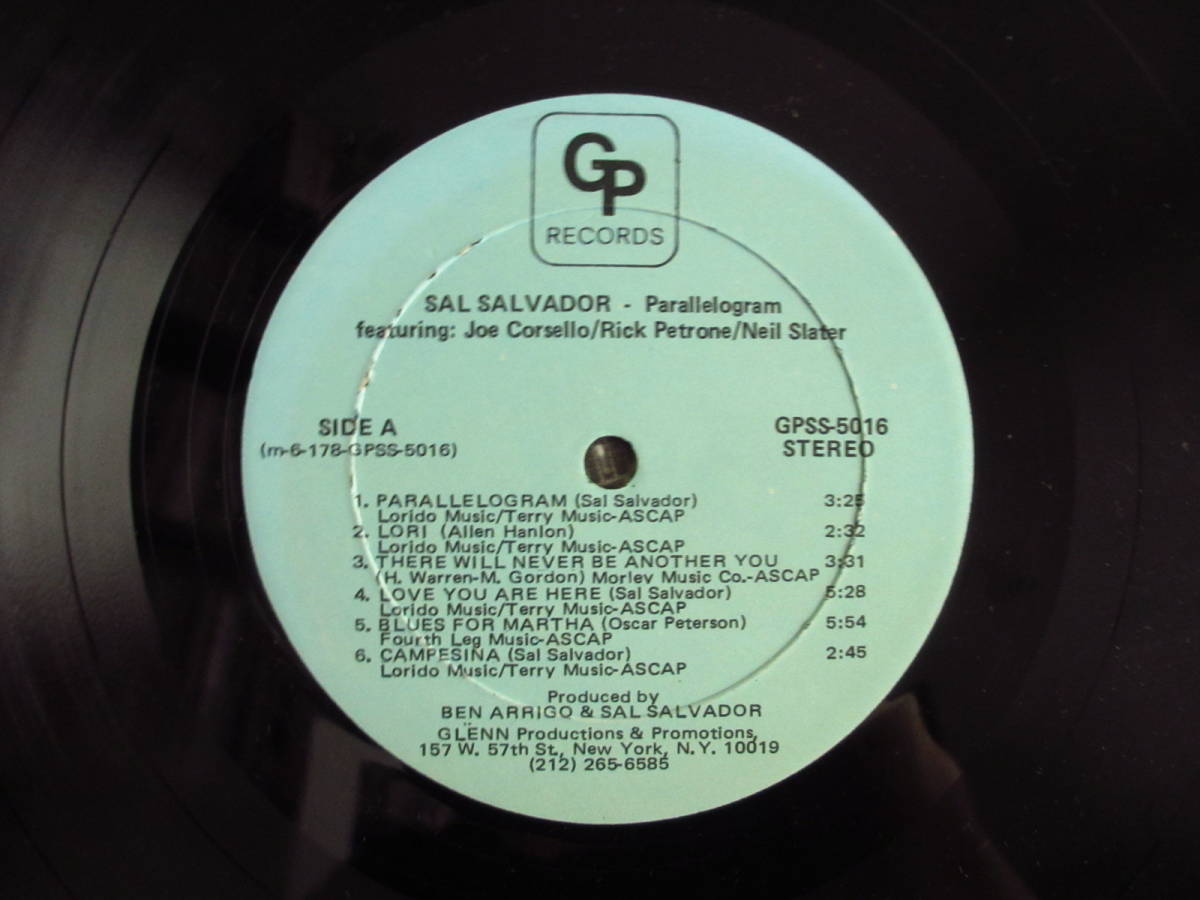 GP
RECORDS
SAL SALVADOR - Parallelogram
featuring: Joe Corsello/Rick Petrone/Neil Slater
SIDE A
(m-6-178-GPSS-5016)
GPSS-5016
STEREO
1. PARALLELOGRAM (Sal Salvador) 3:25
Lorido Music/Terry Music-ASCAP
2. LORI (Allen Hanlon) 2:32
Lorido Music/Terry Music-ASCAP
3. THERE WILL NEVER BE ANOTHER YOU 3:31
(H. Warren-M. Gordon) Morley Music Co.-ASCAP
4. LOVE YOU ARE HERE (Sal Salvador) 5:28
Lorido Music/Terry Music-ASCAP
5. BLUES FOR MARTHA (Oscar Peterson) 5:54
Fourth Leg Music-ASCAP
6. CAMPESINA (Sal Salvador) 2:45
Lorido Music/Terry Music-ASCAP
Produced by
BEN ARRIGO & SAL SALVADOR
GLENN Productions & Promotions,
157 W. 57th St., New York, N.Y. 10019
(212) 265-6585